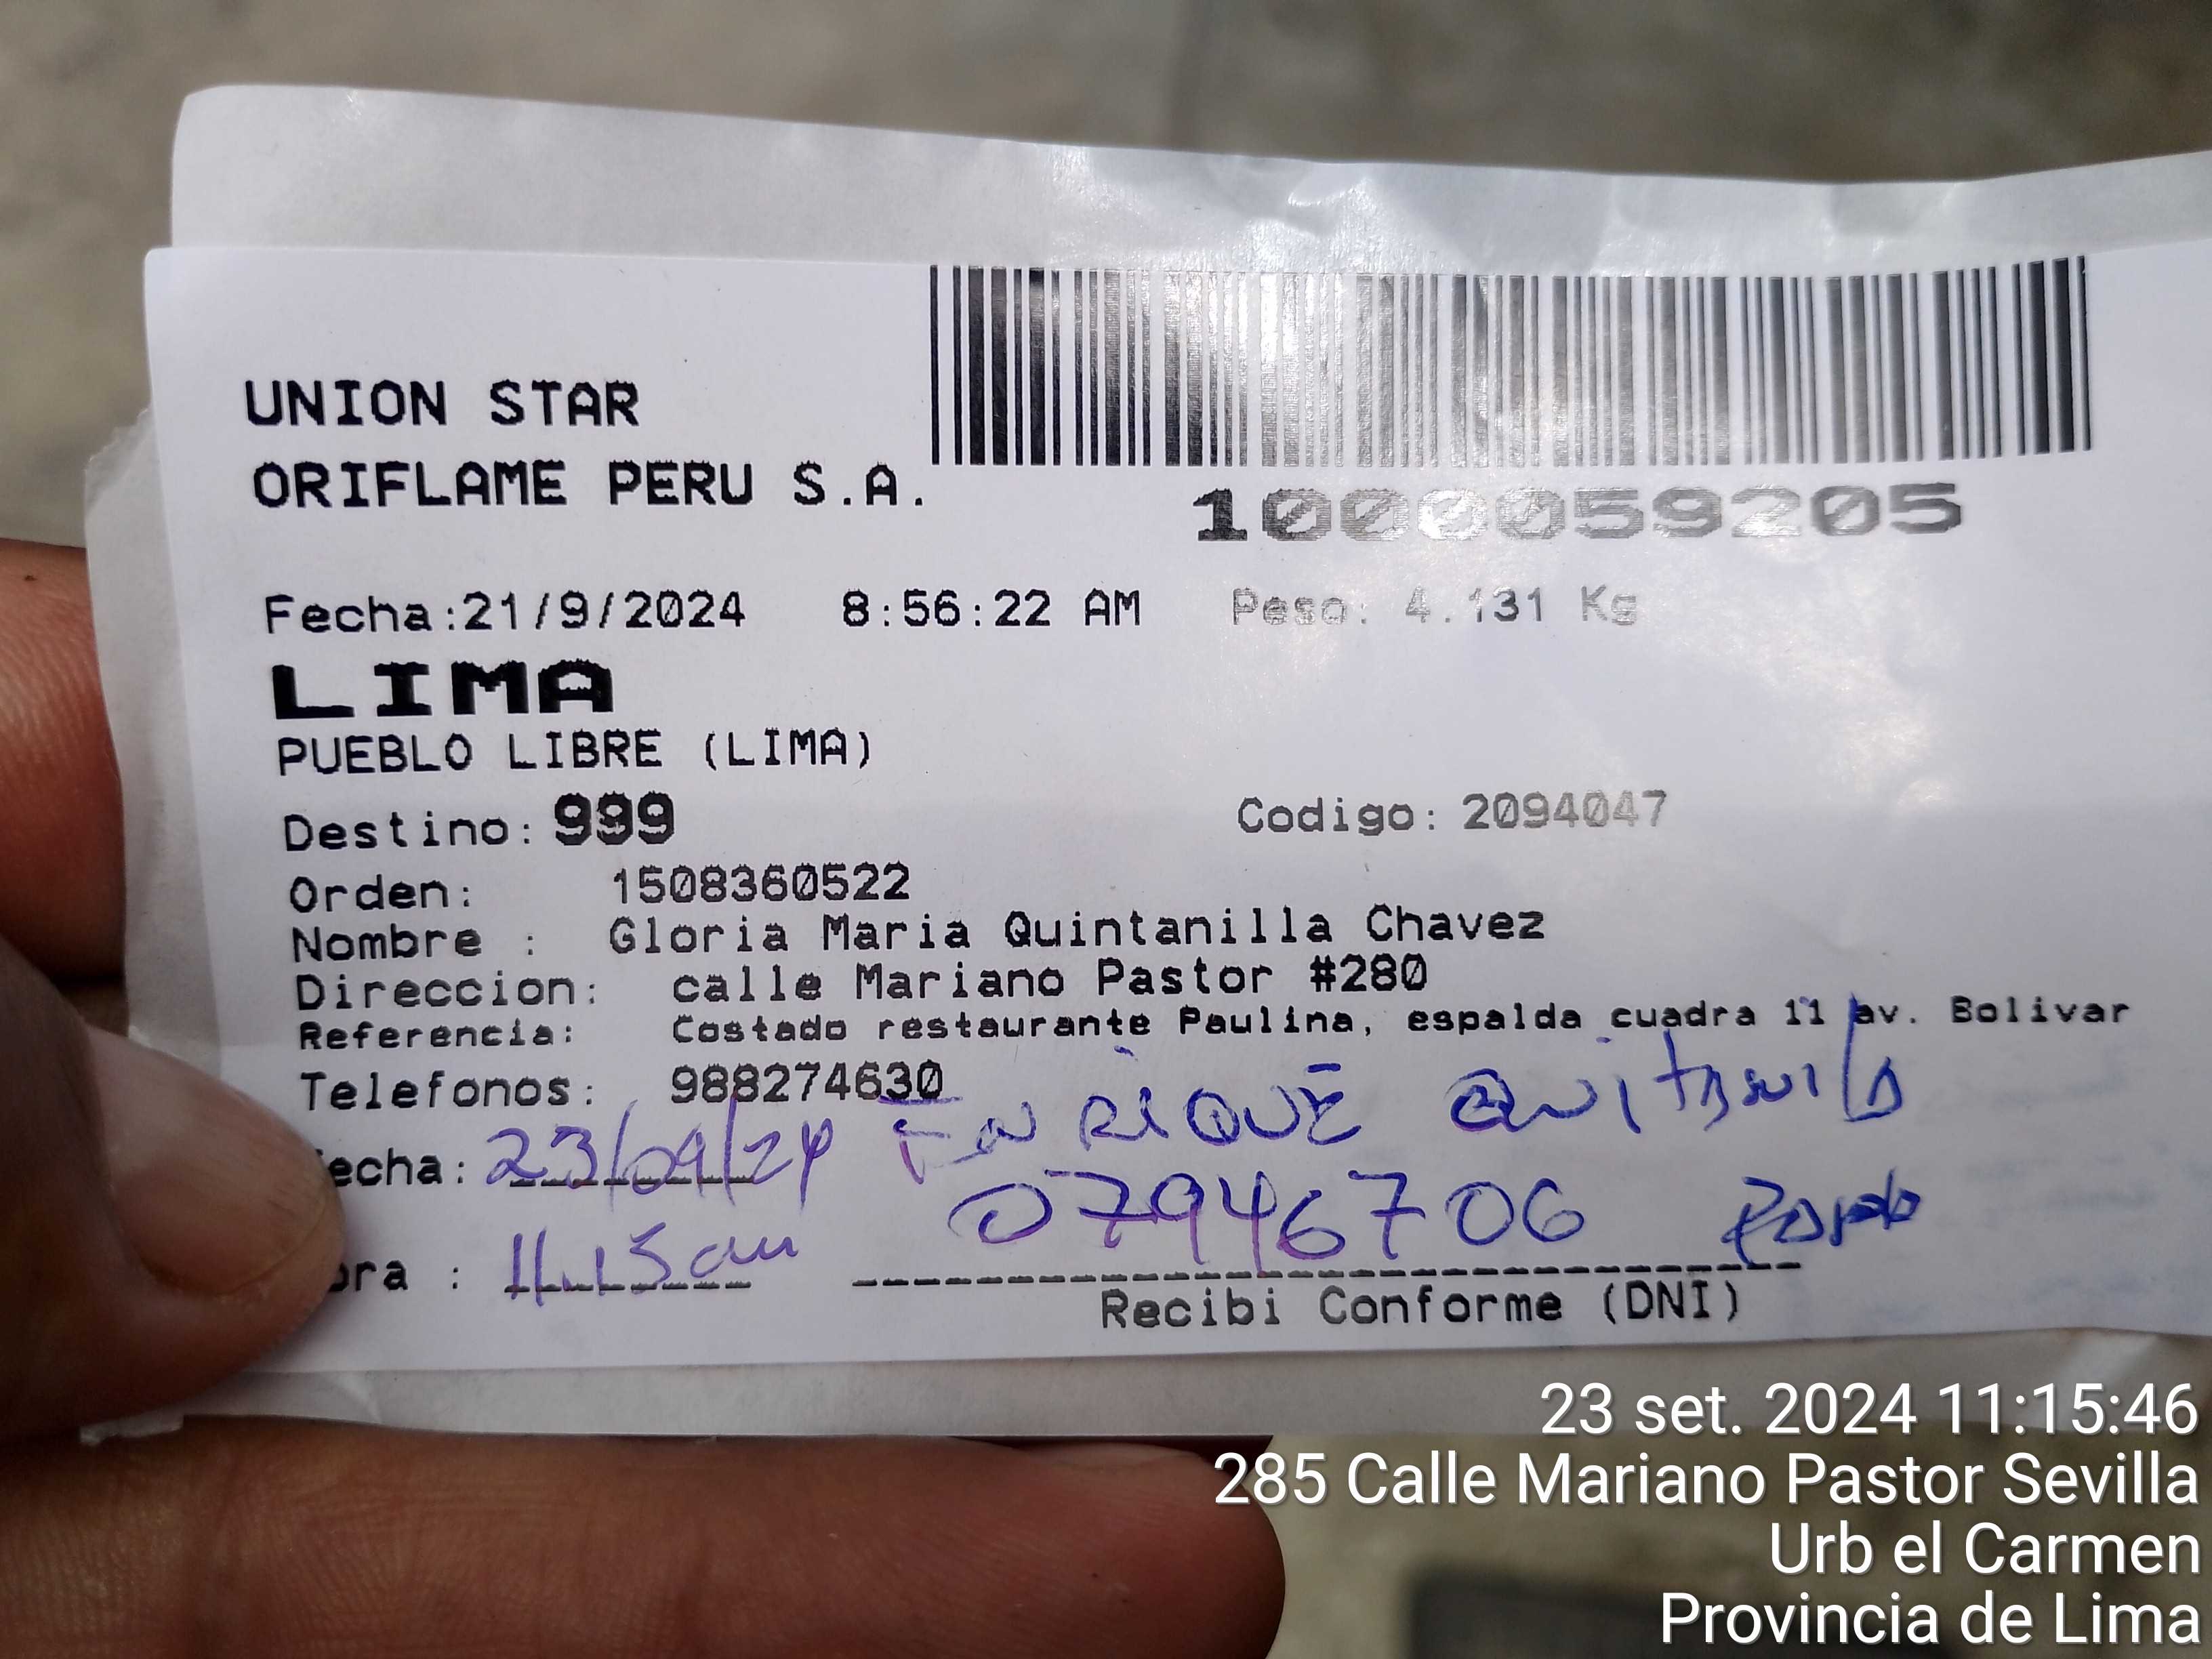 UNION STAR
ORIFLAME PERU S.A.
1000059205
Fecha:21/9/2024 8:56:22 AM Peso: 4.131 Kg
LIMA
PUEBLO LIBRE (LIMA)
Destino: 999 Codigo: 2094047
Orden: 1508360522
Nombre : Gloria Maria Quintanilla Chavez
Direccion: calle Mariano Pastor #280
Referencia: Costado restaurante Paulina, espalda cuadra 11 av. Bolivar
Telefonos: 988274630
ENRIQUE
echa: 23/09/24
07946706
ora : 11.15 am
Recibi Conforme (DNI)
23 set. 2024 11:15:46
285 Calle Mariano Pastor Sevilla
Urb el Carmen
Provincia de Lima